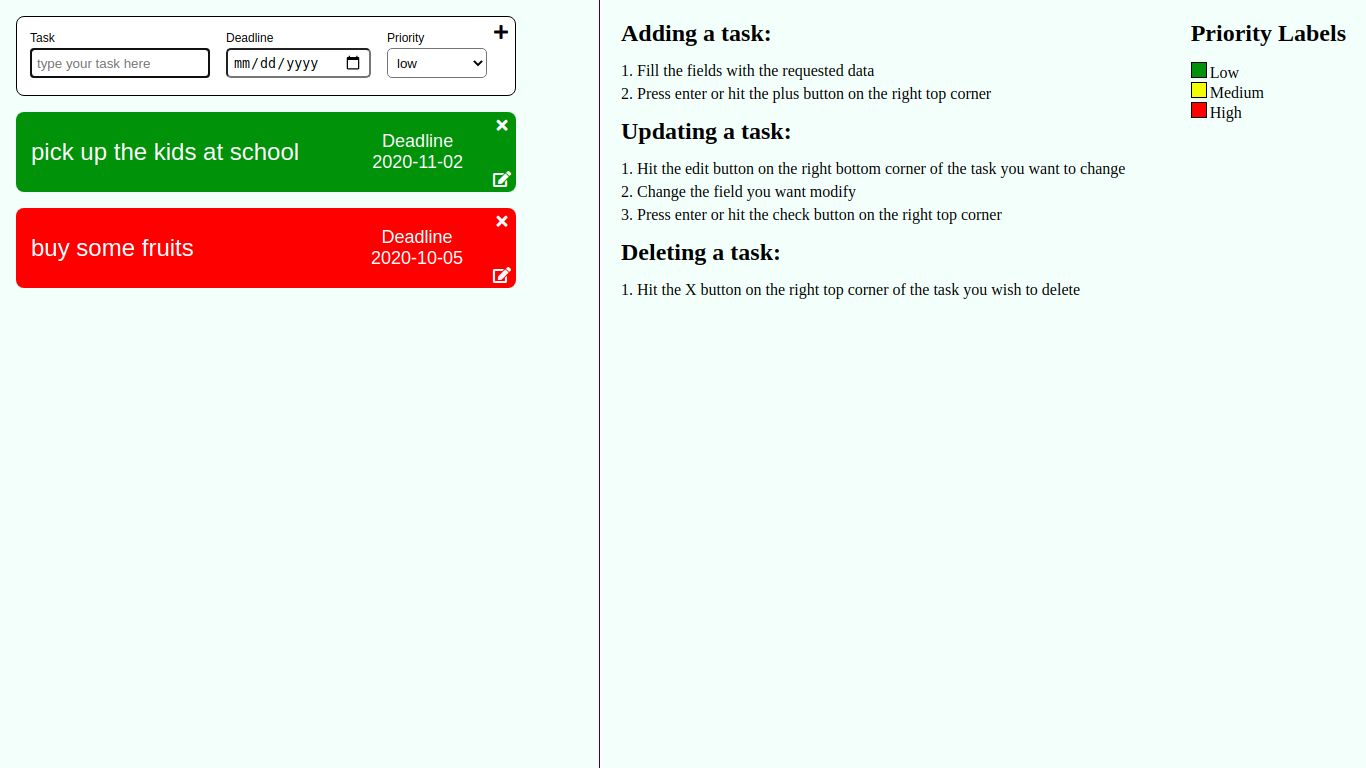 Task
Deadline
Priority
type your task here
mm/dd/yyyy
low
pick up the kids at school
Deadline
2020-11-02
buy some fruits
Deadline
2020-10-05
Adding a task:
1. Fill the fields with the requested data
2. Press enter or hit the plus button on the right top corner
Updating a task:
1. Hit the edit button on the right bottom corner of the task you want to change
2. Change the field you want modify
3. Press enter or hit the check button on the right top corner
Deleting a task:
1. Hit the X button on the right top corner of the task you wish to delete
Priority Labels
Low
Medium
High